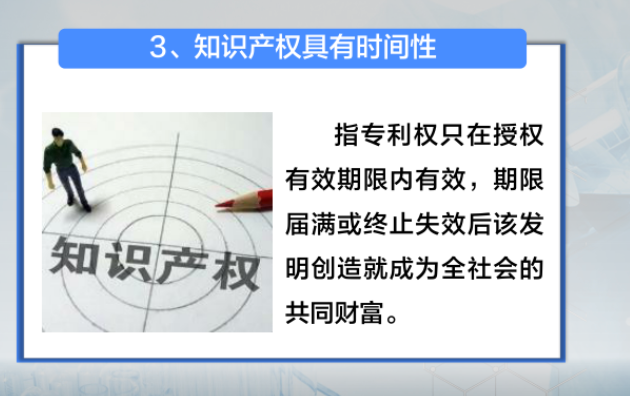 3、知识产权具有时间性
知识产权
指专利权只在授权
有效期限内有效，期限
届满或终止失效后该发
明创造就成为全社会的
共同财富。